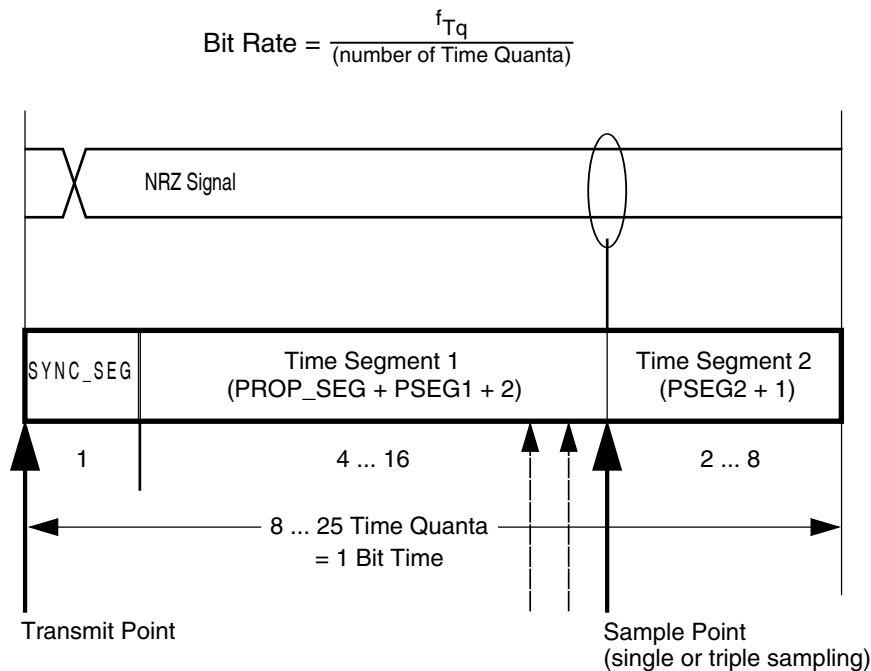 Bit Rate = fTq
(number of Time Quanta)
NRZ Signal
SYNC_SEG
Time Segment 1
(PROP_SEG + PSEG1 + 2)
Time Segment 2
(PSEG2 + 1)
1
4 ... 16
2 ... 8
8 ... 25 Time Quanta
= 1 Bit Time
Transmit Point
Sample Point
(single or triple sampling)